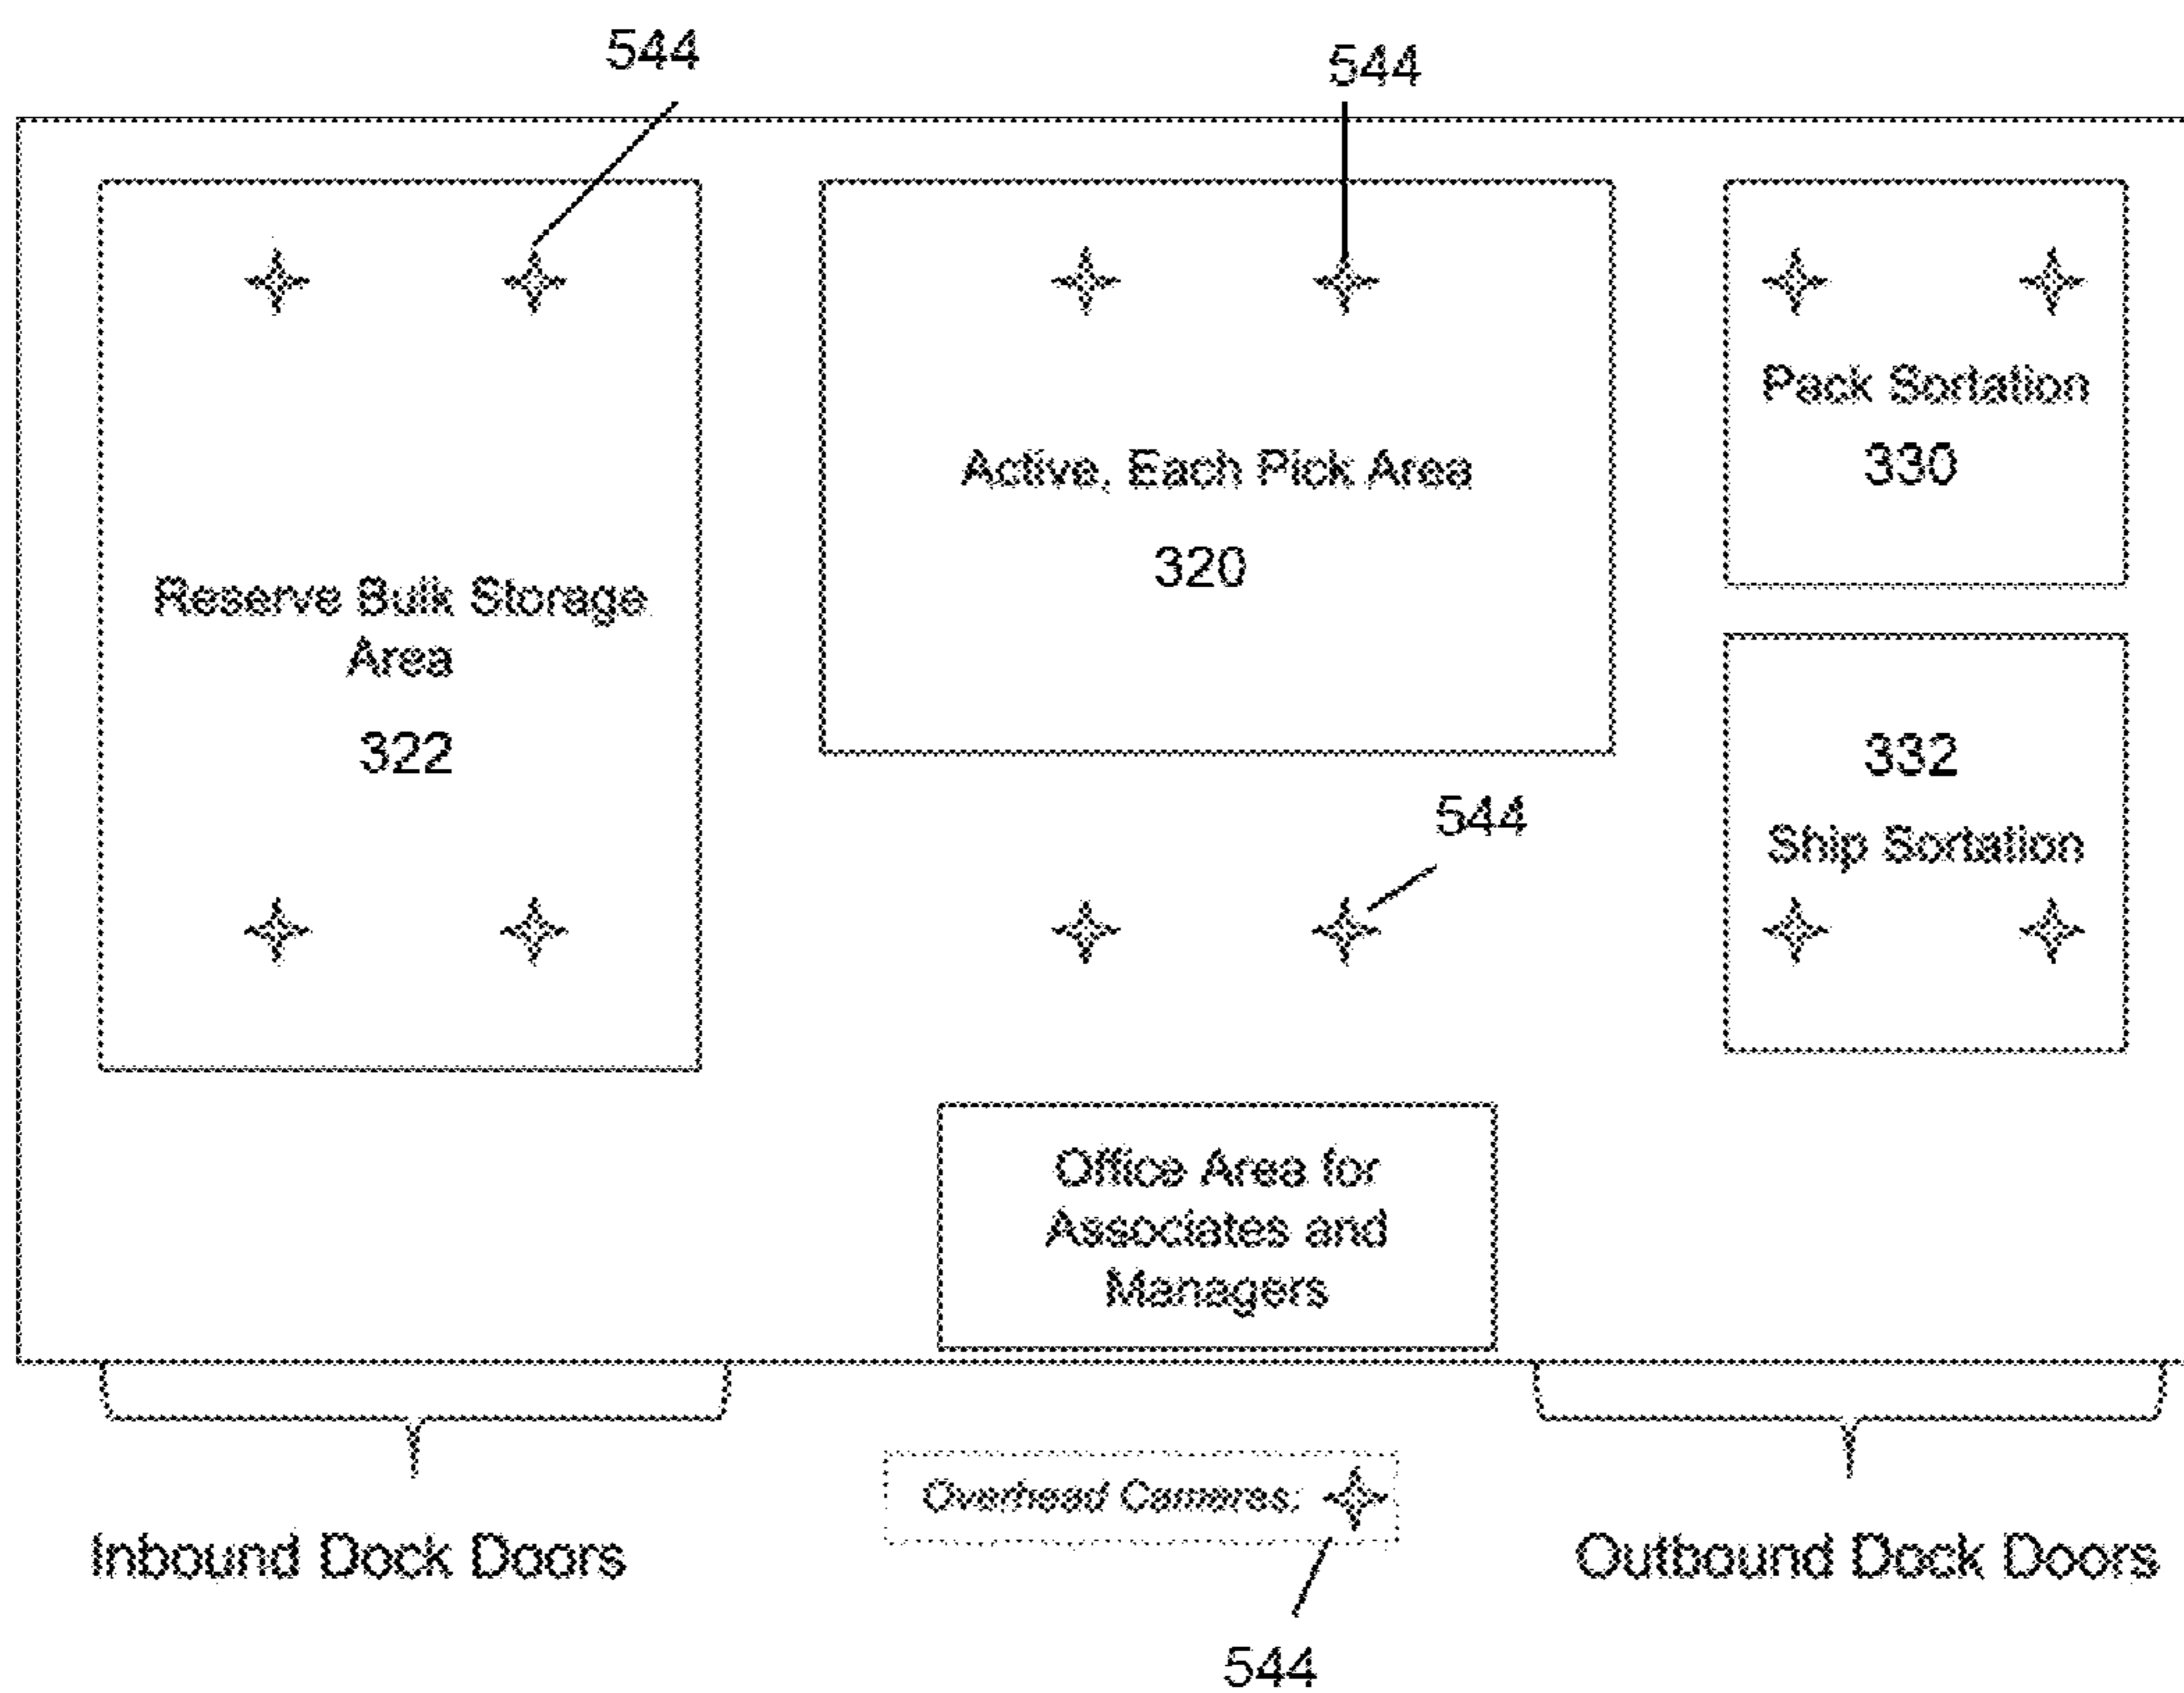 544
544
Reserve Bulk Storage
Area
322
Active, Each Pick Area
320
Pack Sortation
330
332
Ship Sortation
544
Office Area for
Associates and
Managers
Inbound Dock Doors
Overhead Cameras:
544
Outbound Dock Doors